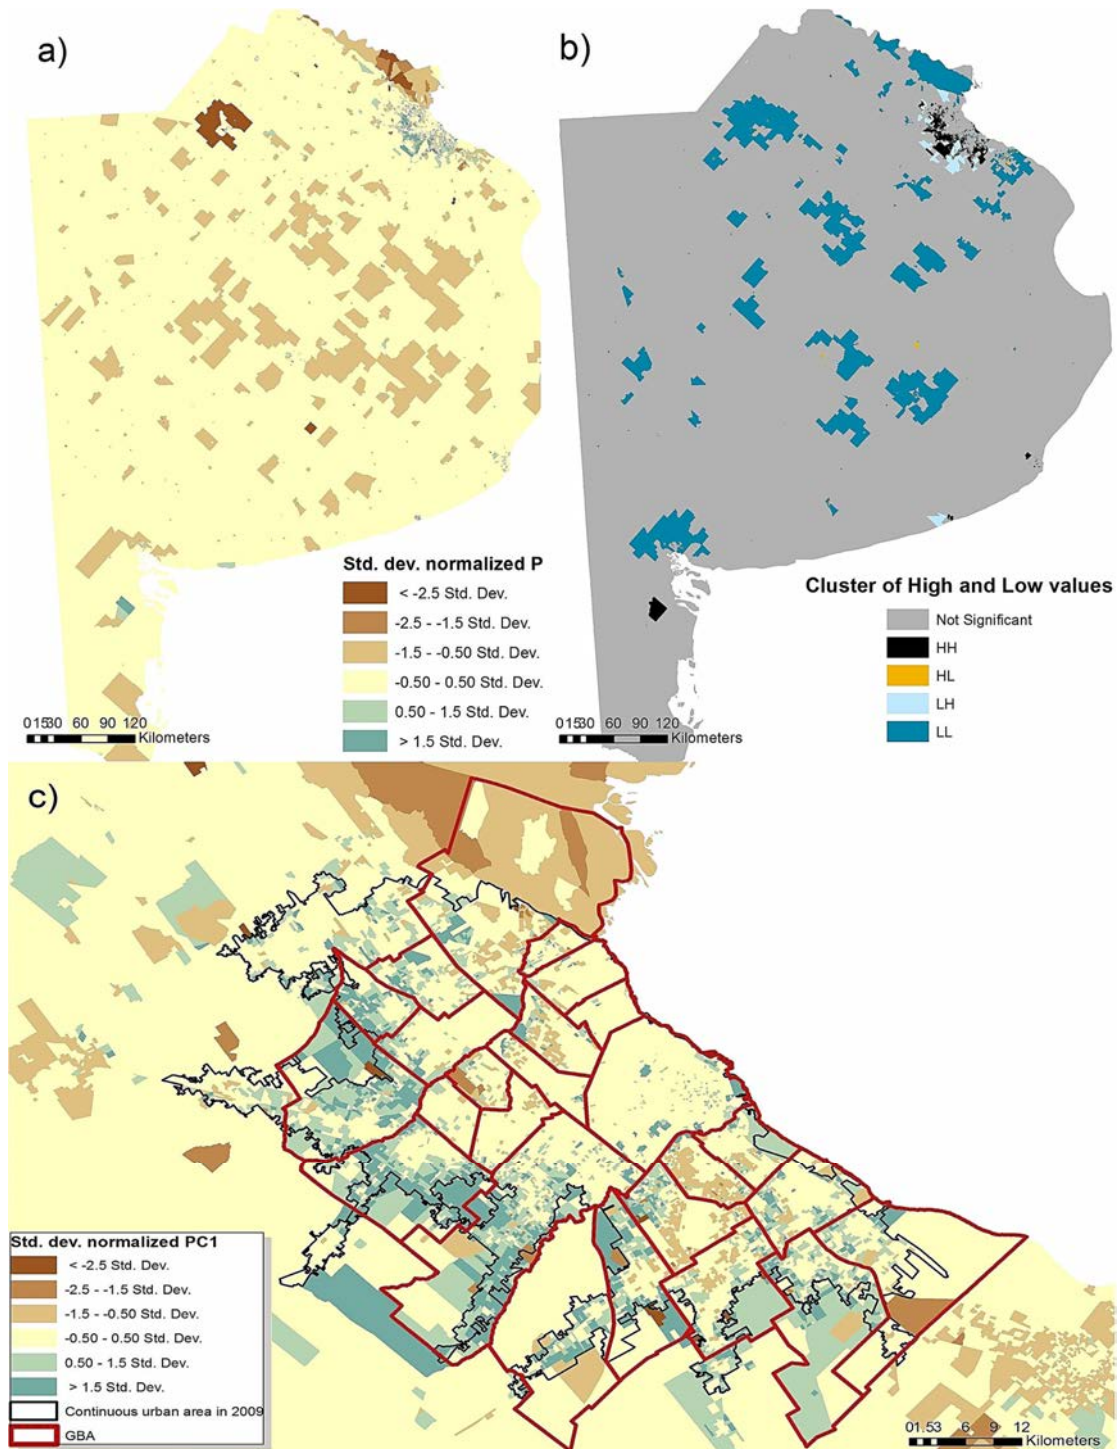 a)
b)
Std. dev. normalized P
< -2.5 Std. Dev.
-2.5 - -1.5 Std. Dev.
-1.5 - -0.50 Std. Dev.
-0.50 - 0.50 Std. Dev.
0.50 - 1.5 Std. Dev.
> 1.5 Std. Dev.
01530 60 90 120
Kilometers
Cluster of High and Low values
Not Significant
HH
HL
LH
LL
01530 60 90 120
Kilometers
c)
Std. dev. normalized PC1
< -2.5 Std. Dev.
-2.5 - -1.5 Std. Dev.
-1.5 - -0.50 Std. Dev.
-0.50 - 0.50 Std. Dev.
0.50 - 1.5 Std. Dev.
> 1.5 Std. Dev.
Continuous urban area in 2009
GBA
01.53 6 9 12
Kilometers